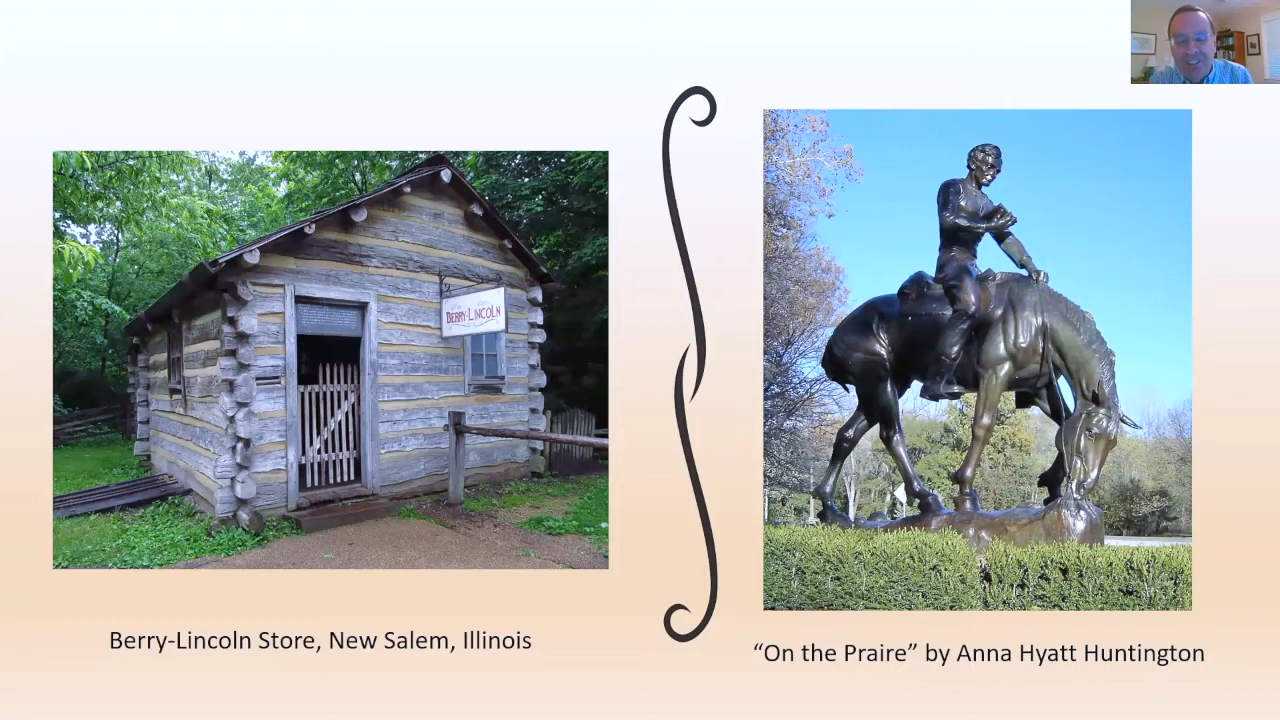 BERRY-LINCOLN
Berry-Lincoln Store, New Salem, Illinois
“On the Praire” by Anna Hyatt Huntington